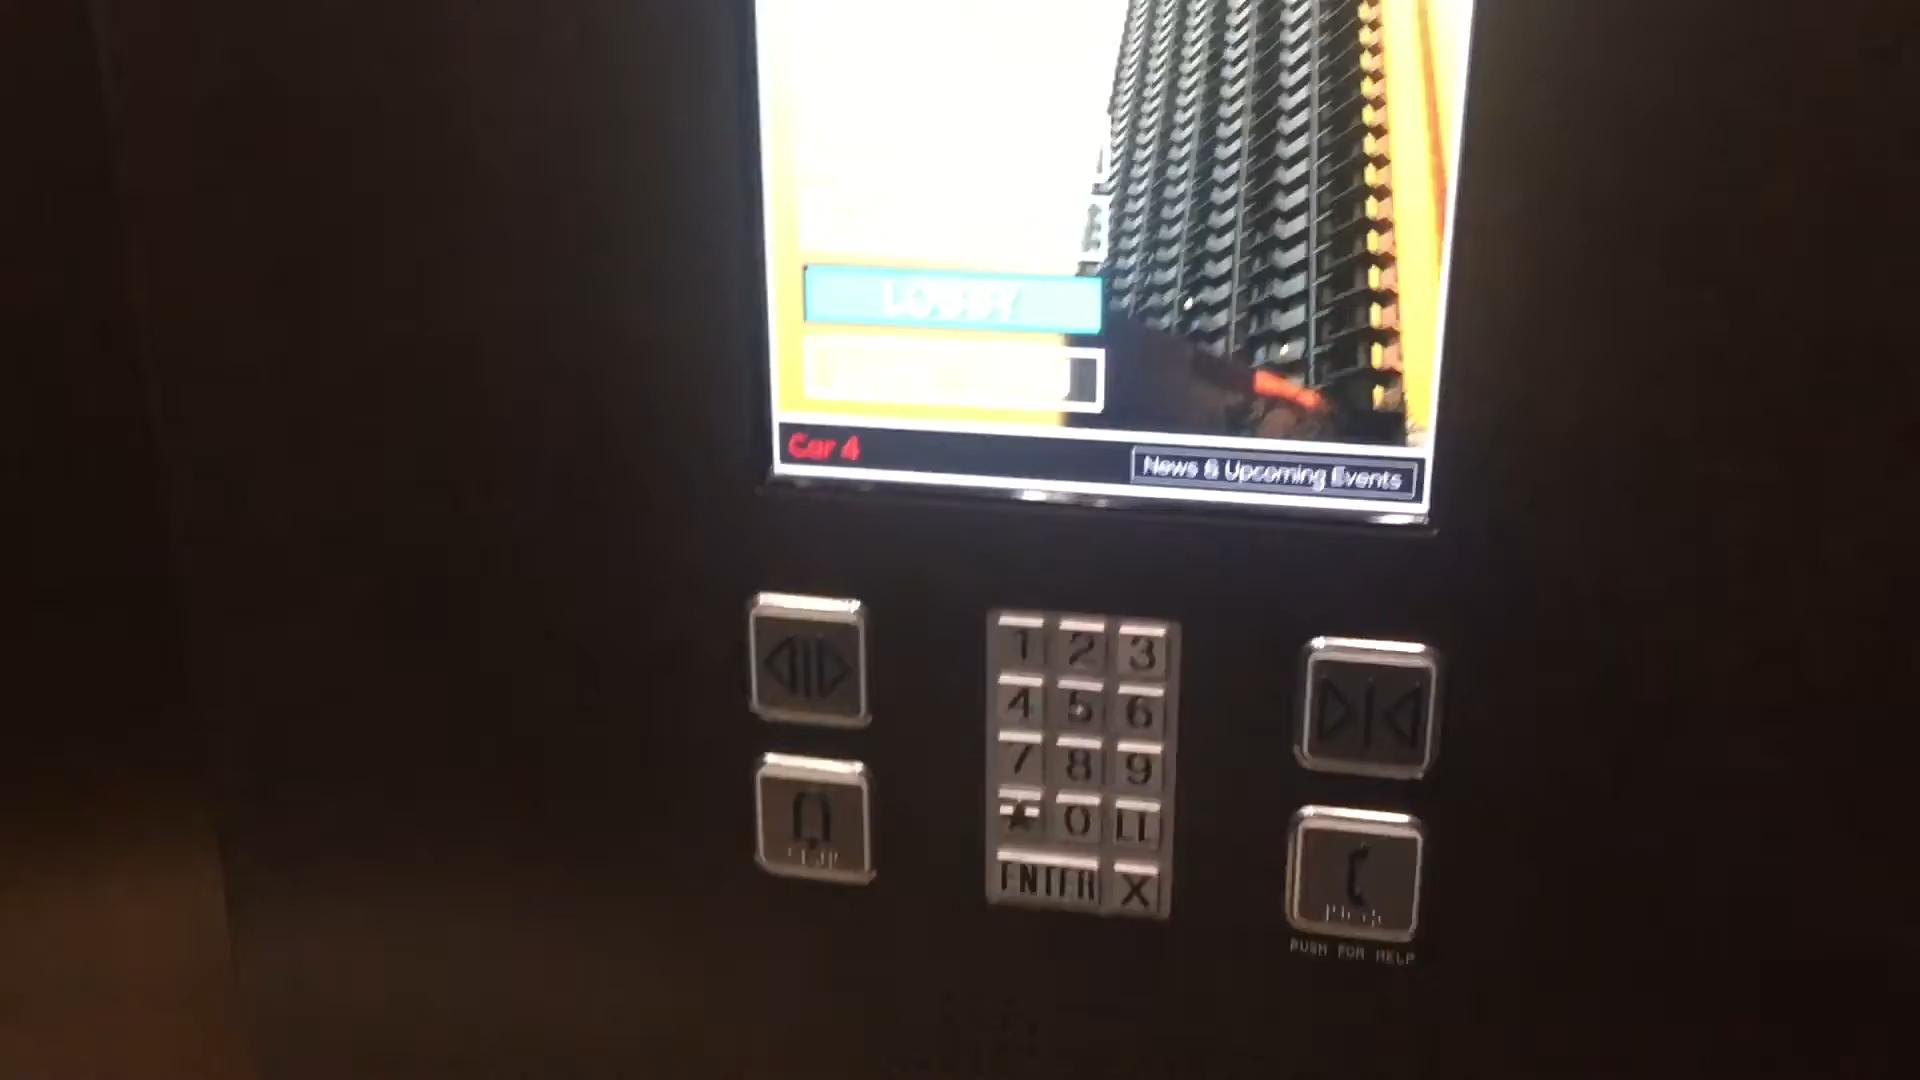 LOBBY
Car 4
News & Upcoming Events
1 2 3
4 5 6
7 8 9
★ 0 LL
ENTER X
PUSH FOR HELP